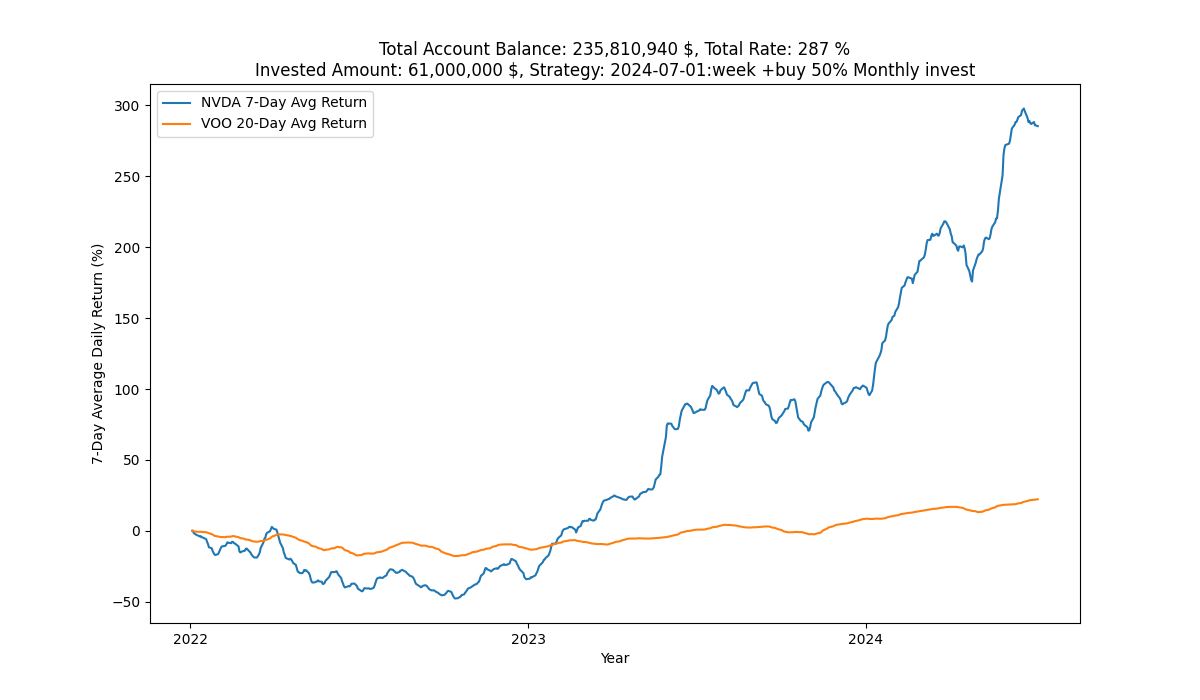 Total Account Balance: 235,810,940 $, Total Rate: 287 %
Invested Amount: 61,000,000 $, Strategy: 2024-07-01:week +buy 50% Monthly invest
NVDA 7-Day Avg Return
VOO 20-Day Avg Return
7-Day Average Daily Return (%)
300
250
200
150
100
50
0
−50
2022
2023
2024
Year